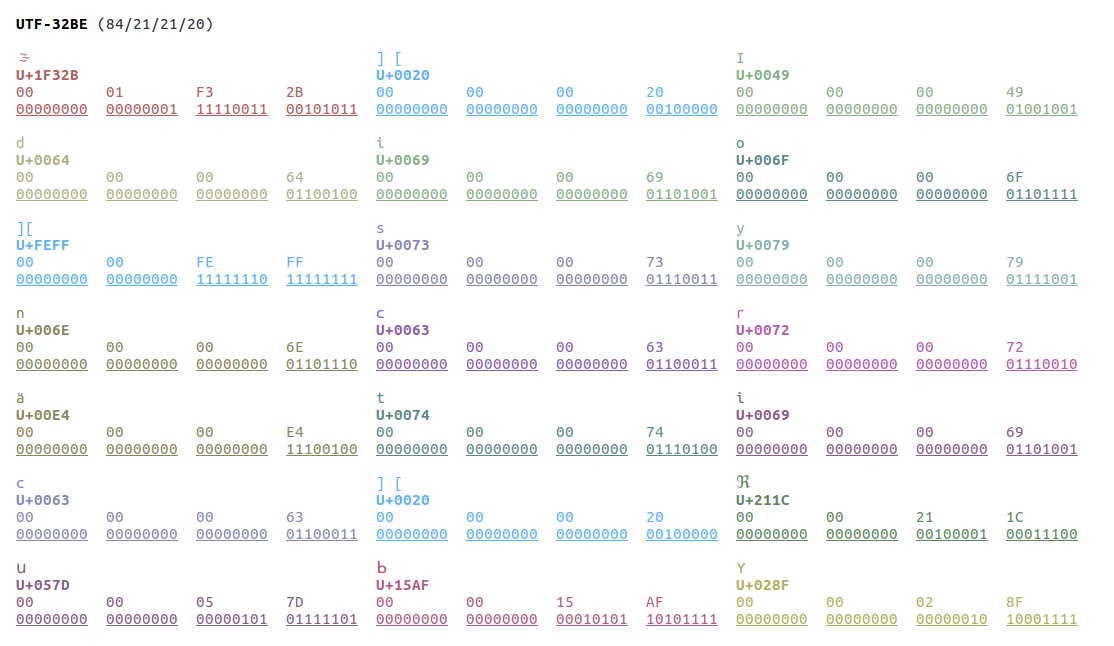 UTF-32BE (84/21/21/20)
🌫 ] [ I
U+1F32B U+0020 U+0049
00 01 F3 2B 00 00 00 20 00 00 00 49
00000000 00000001 11110011 00101011 00000000 00000000 00000000 00100000 00000000 00000000 00000000 01001001
d i o
U+0064 U+0069 U+006F
00 00 00 64 00 00 00 69 00 00 00 6F
00000000 00000000 00000000 01100100 00000000 00000000 00000000 01101001 00000000 00000000 00000000 01101111
][ s y
U+FEFF U+0073 U+0079
00 00 FE FF 00 00 00 73 00 00 00 79
00000000 00000000 11111110 11111111 00000000 00000000 00000000 01110011 00000000 00000000 00000000 01111001
n c r
U+006E U+0063 U+0072
00 00 00 6E 00 00 00 63 00 00 00 72
00000000 00000000 00000000 01101110 00000000 00000000 00000000 01100011 00000000 00000000 00000000 01110010
ä t i
U+00E4 U+0074 U+0069
00 00 00 E4 00 00 00 74 00 00 00 69
00000000 00000000 00000000 11100100 00000000 00000000 00000000 01110100 00000000 00000000 00000000 01101001
c ] [ ℜ
U+0063 U+0020 U+211C
00 00 00 63 00 00 00 20 00 00 21 1C
00000000 00000000 00000000 01100011 00000000 00000000 00000000 00100000 00000000 00000000 00100001 00011100
ս ᖯ ʏ
U+057D U+15AF U+028F
00 00 05 7D 00 00 15 AF 00 00 02 8F
00000000 00000000 00000101 01111101 00000000 00000000 00010101 10101111 00000000 00000000 00000010 10001111